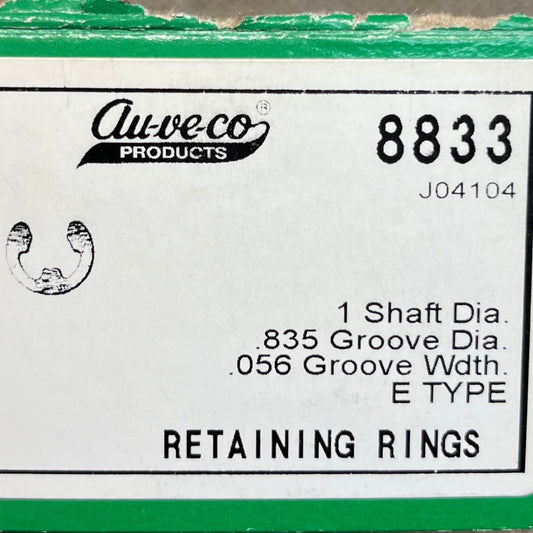 au-ve-co®
PRODUCTS
8833
J04104
1 Shaft Dia.
.835 Groove Dia.
.056 Groove Wdth.
E TYPE
RETAINING RINGS